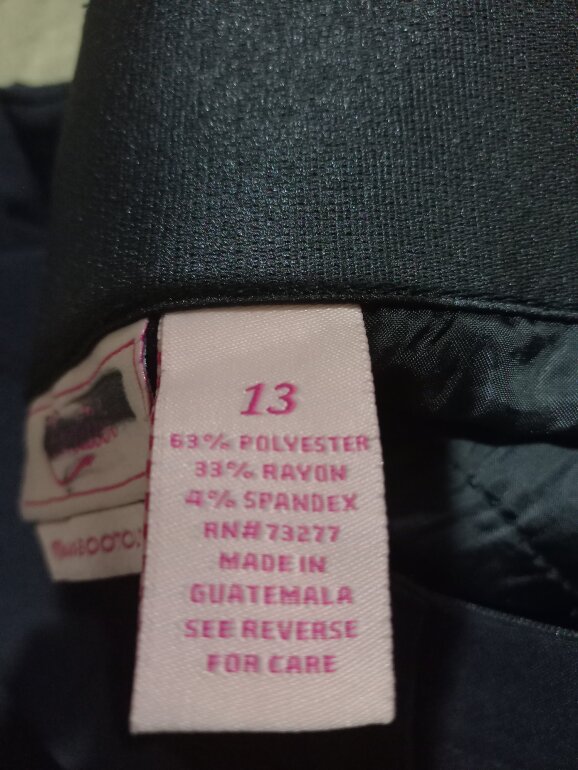 13
63% POLYESTER
33% RAYON
4% SPANDEX
RN# 73277
MADE IN
GUATEMALA
SEE REVERSE
FOR CARE